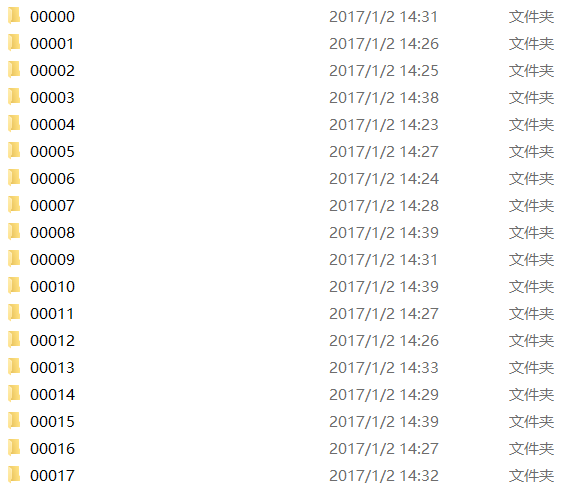 00000 2017/1/2 14:31 文件夹
00001 2017/1/2 14:26 文件夹
00002 2017/1/2 14:25 文件夹
00003 2017/1/2 14:38 文件夹
00004 2017/1/2 14:23 文件夹
00005 2017/1/2 14:27 文件夹
00006 2017/1/2 14:24 文件夹
00007 2017/1/2 14:28 文件夹
00008 2017/1/2 14:39 文件夹
00009 2017/1/2 14:31 文件夹
00010 2017/1/2 14:39 文件夹
00011 2017/1/2 14:27 文件夹
00012 2017/1/2 14:26 文件夹
00013 2017/1/2 14:33 文件夹
00014 2017/1/2 14:29 文件夹
00015 2017/1/2 14:39 文件夹
00016 2017/1/2 14:27 文件夹
00017 2017/1/2 14:32 文件夹